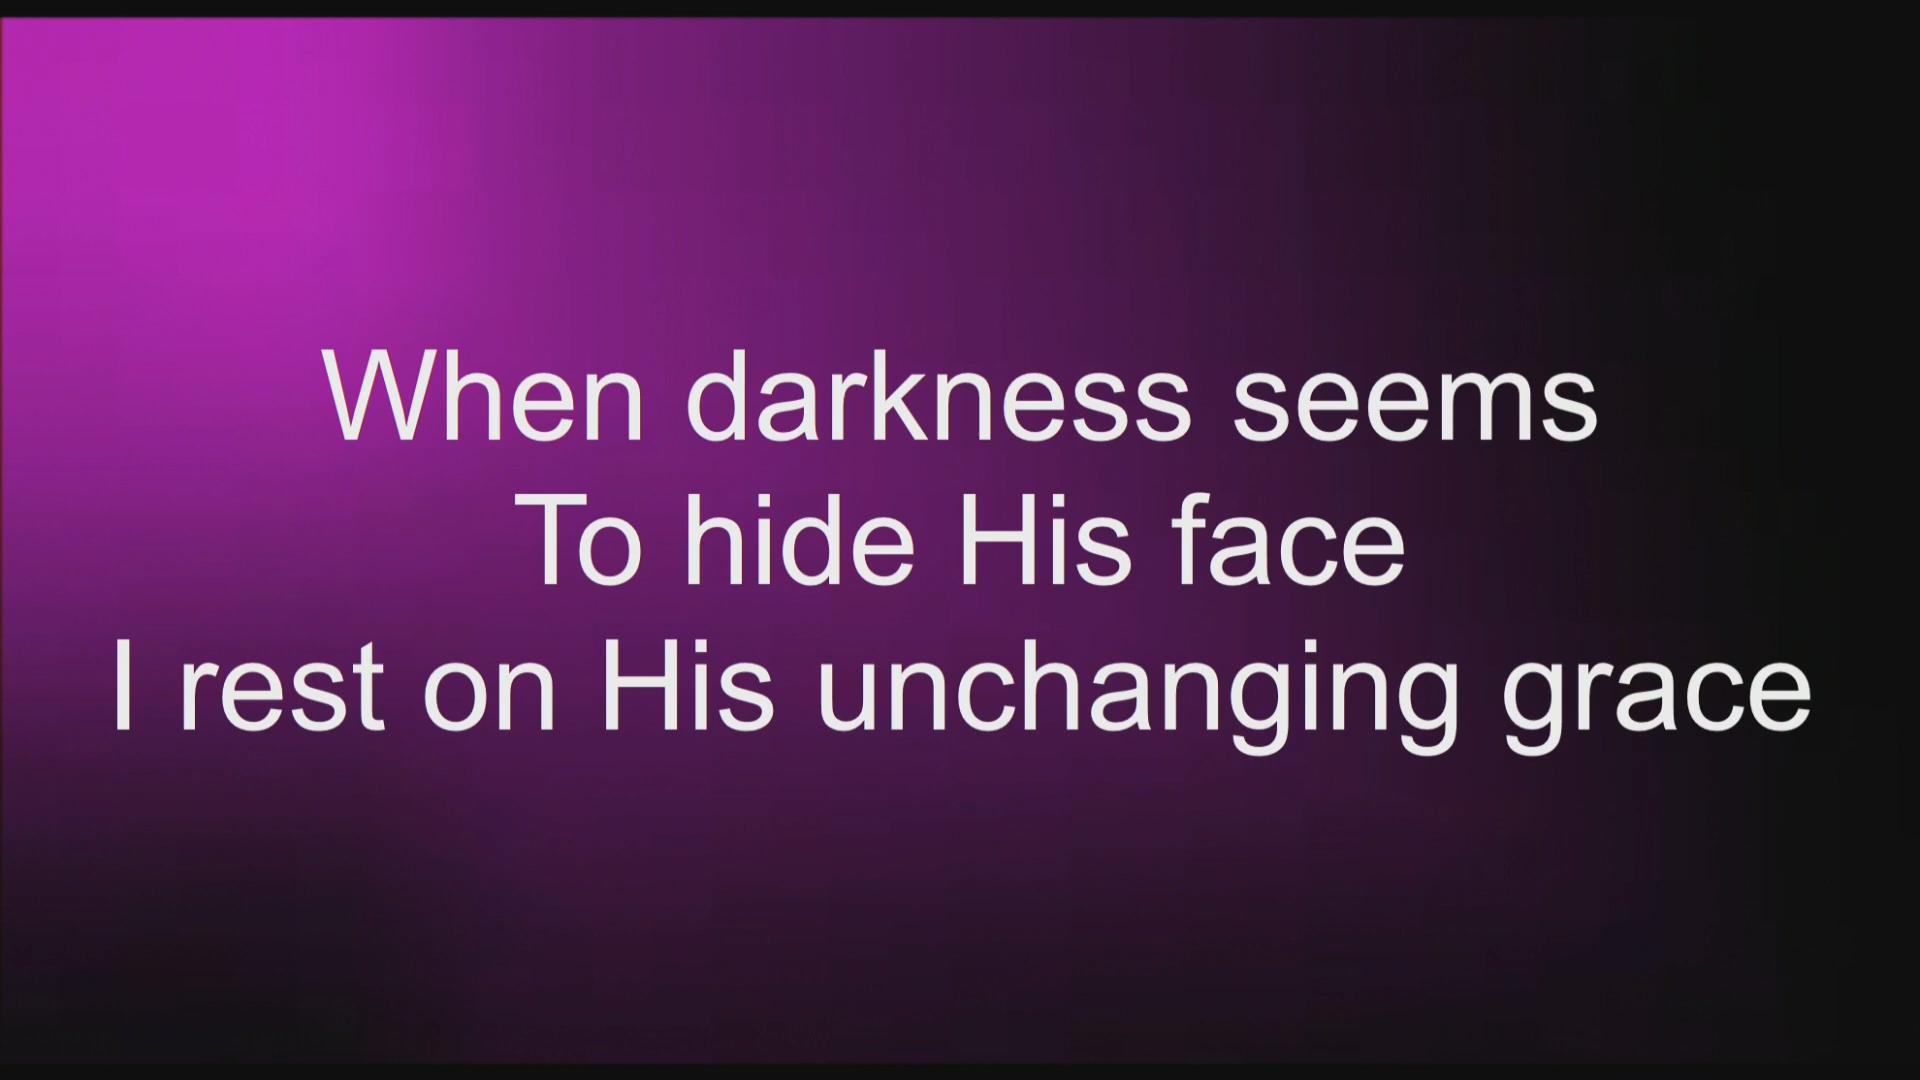 When darkness seems
To hide His face
I rest on His unchanging grace